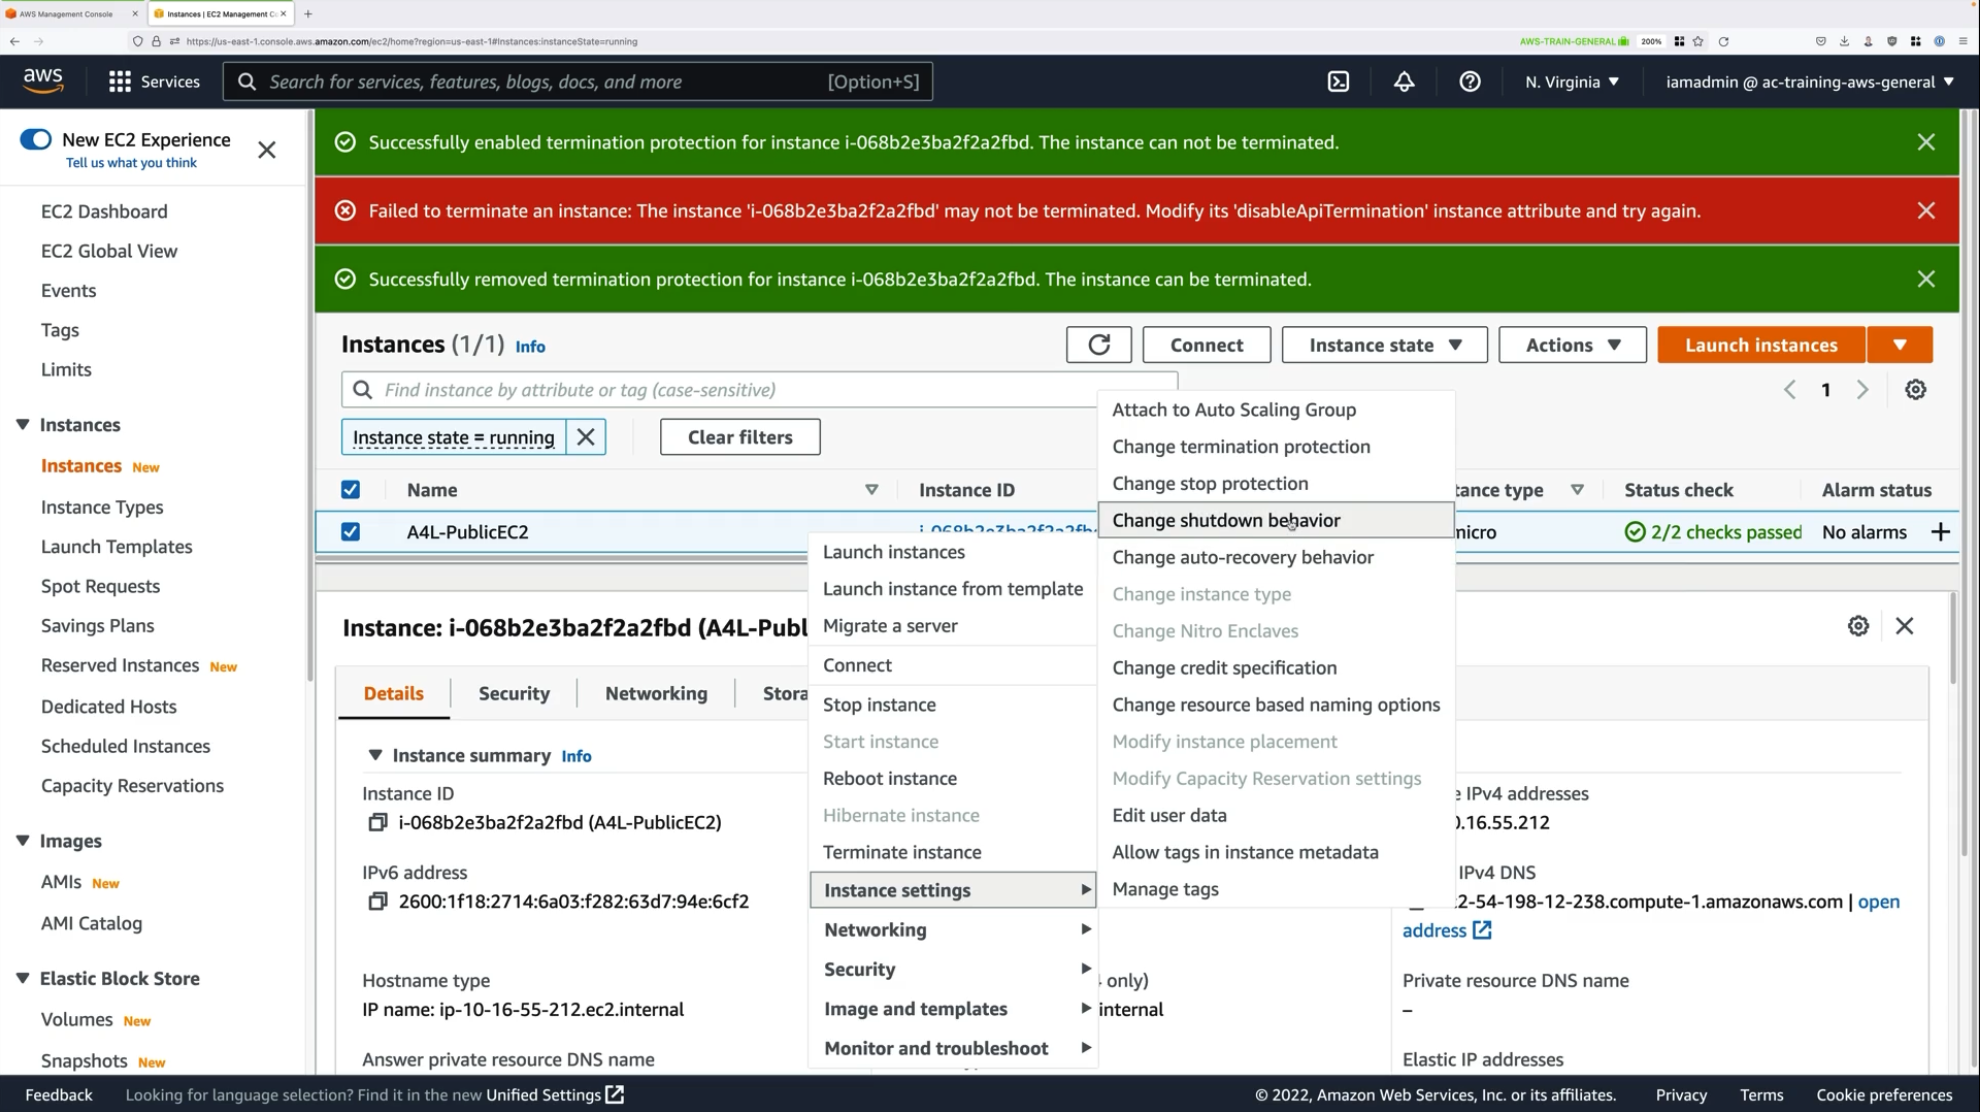 AWS Management Console
Instances | EC2 Management Co
https://us-east-1.console.aws.amazon.com/ec2/home?region=us-east-1#Instances:instanceState=running
AWS-TRAIN-GENERAL
200%
aws
Services
Search for services, features, blogs, docs, and more
[Option+S]
N. Virginia
iamadmin @ ac-training-aws-general
New EC2 Experience
Tell us what you think
EC2 Dashboard
EC2 Global View
Events
Tags
Limits
Instances
Instances New
Instance Types
Launch Templates
Spot Requests
Savings Plans
Reserved Instances New
Dedicated Hosts
Scheduled Instances
Capacity Reservations
Images
AMIs New
AMI Catalog
Elastic Block Store
Volumes New
Snapshots New
Successfully enabled termination protection for instance i-068b2e3ba2f2a2fbd. The instance can not be terminated.
Failed to terminate an instance: The instance 'i-068b2e3ba2f2a2fbd' may not be terminated. Modify its 'disableApiTermination' instance attribute and try again.
Successfully removed termination protection for instance i-068b2e3ba2f2a2fbd. The instance can be terminated.
Instances (1/1) Info
Connect
Instance state
Actions
Launch instances
Find instance by attribute or tag (case-sensitive)
1
Instance state = running
Clear filters
Name
Instance ID
tance type
Status check
Alarm status
A4L-PublicEC2
i-068b2e3ba2f2a2fb
micro
2/2 checks passed
No alarms
Launch instances
Launch instance from template
Migrate a server
Connect
Stop instance
Start instance
Reboot instance
Hibernate instance
Terminate instance
Instance settings
Networking
Security
Image and templates
Monitor and troubleshoot
Attach to Auto Scaling Group
Change termination protection
Change stop protection
Change shutdown behavior
Change auto-recovery behavior
Change instance type
Change Nitro Enclaves
Change credit specification
Change resource based naming options
Modify instance placement
Modify Capacity Reservation settings
Edit user data
Allow tags in instance metadata
Manage tags
Instance: i-068b2e3ba2f2a2fbd (A4L-Publ
Details
Security
Networking
Stora
Instance summary Info
Instance ID
i-068b2e3ba2f2a2fbd (A4L-PublicEC2)
IPv4 addresses
.16.55.212
IPv6 address
2600:1f18:2714:6a03:f282:63d7:94e:6cf2
IPv4 DNS
2-54-198-12-238.compute-1.amazonaws.com | open
address
Hostname type
IP name: ip-10-16-55-212.ec2.internal
only)
internal
Private resource DNS name
–
Answer private resource DNS name
Elastic IP addresses
Feedback
Looking for language selection? Find it in the new Unified Settings
© 2022, Amazon Web Services, Inc. or its affiliates.
Privacy
Terms
Cookie preferences